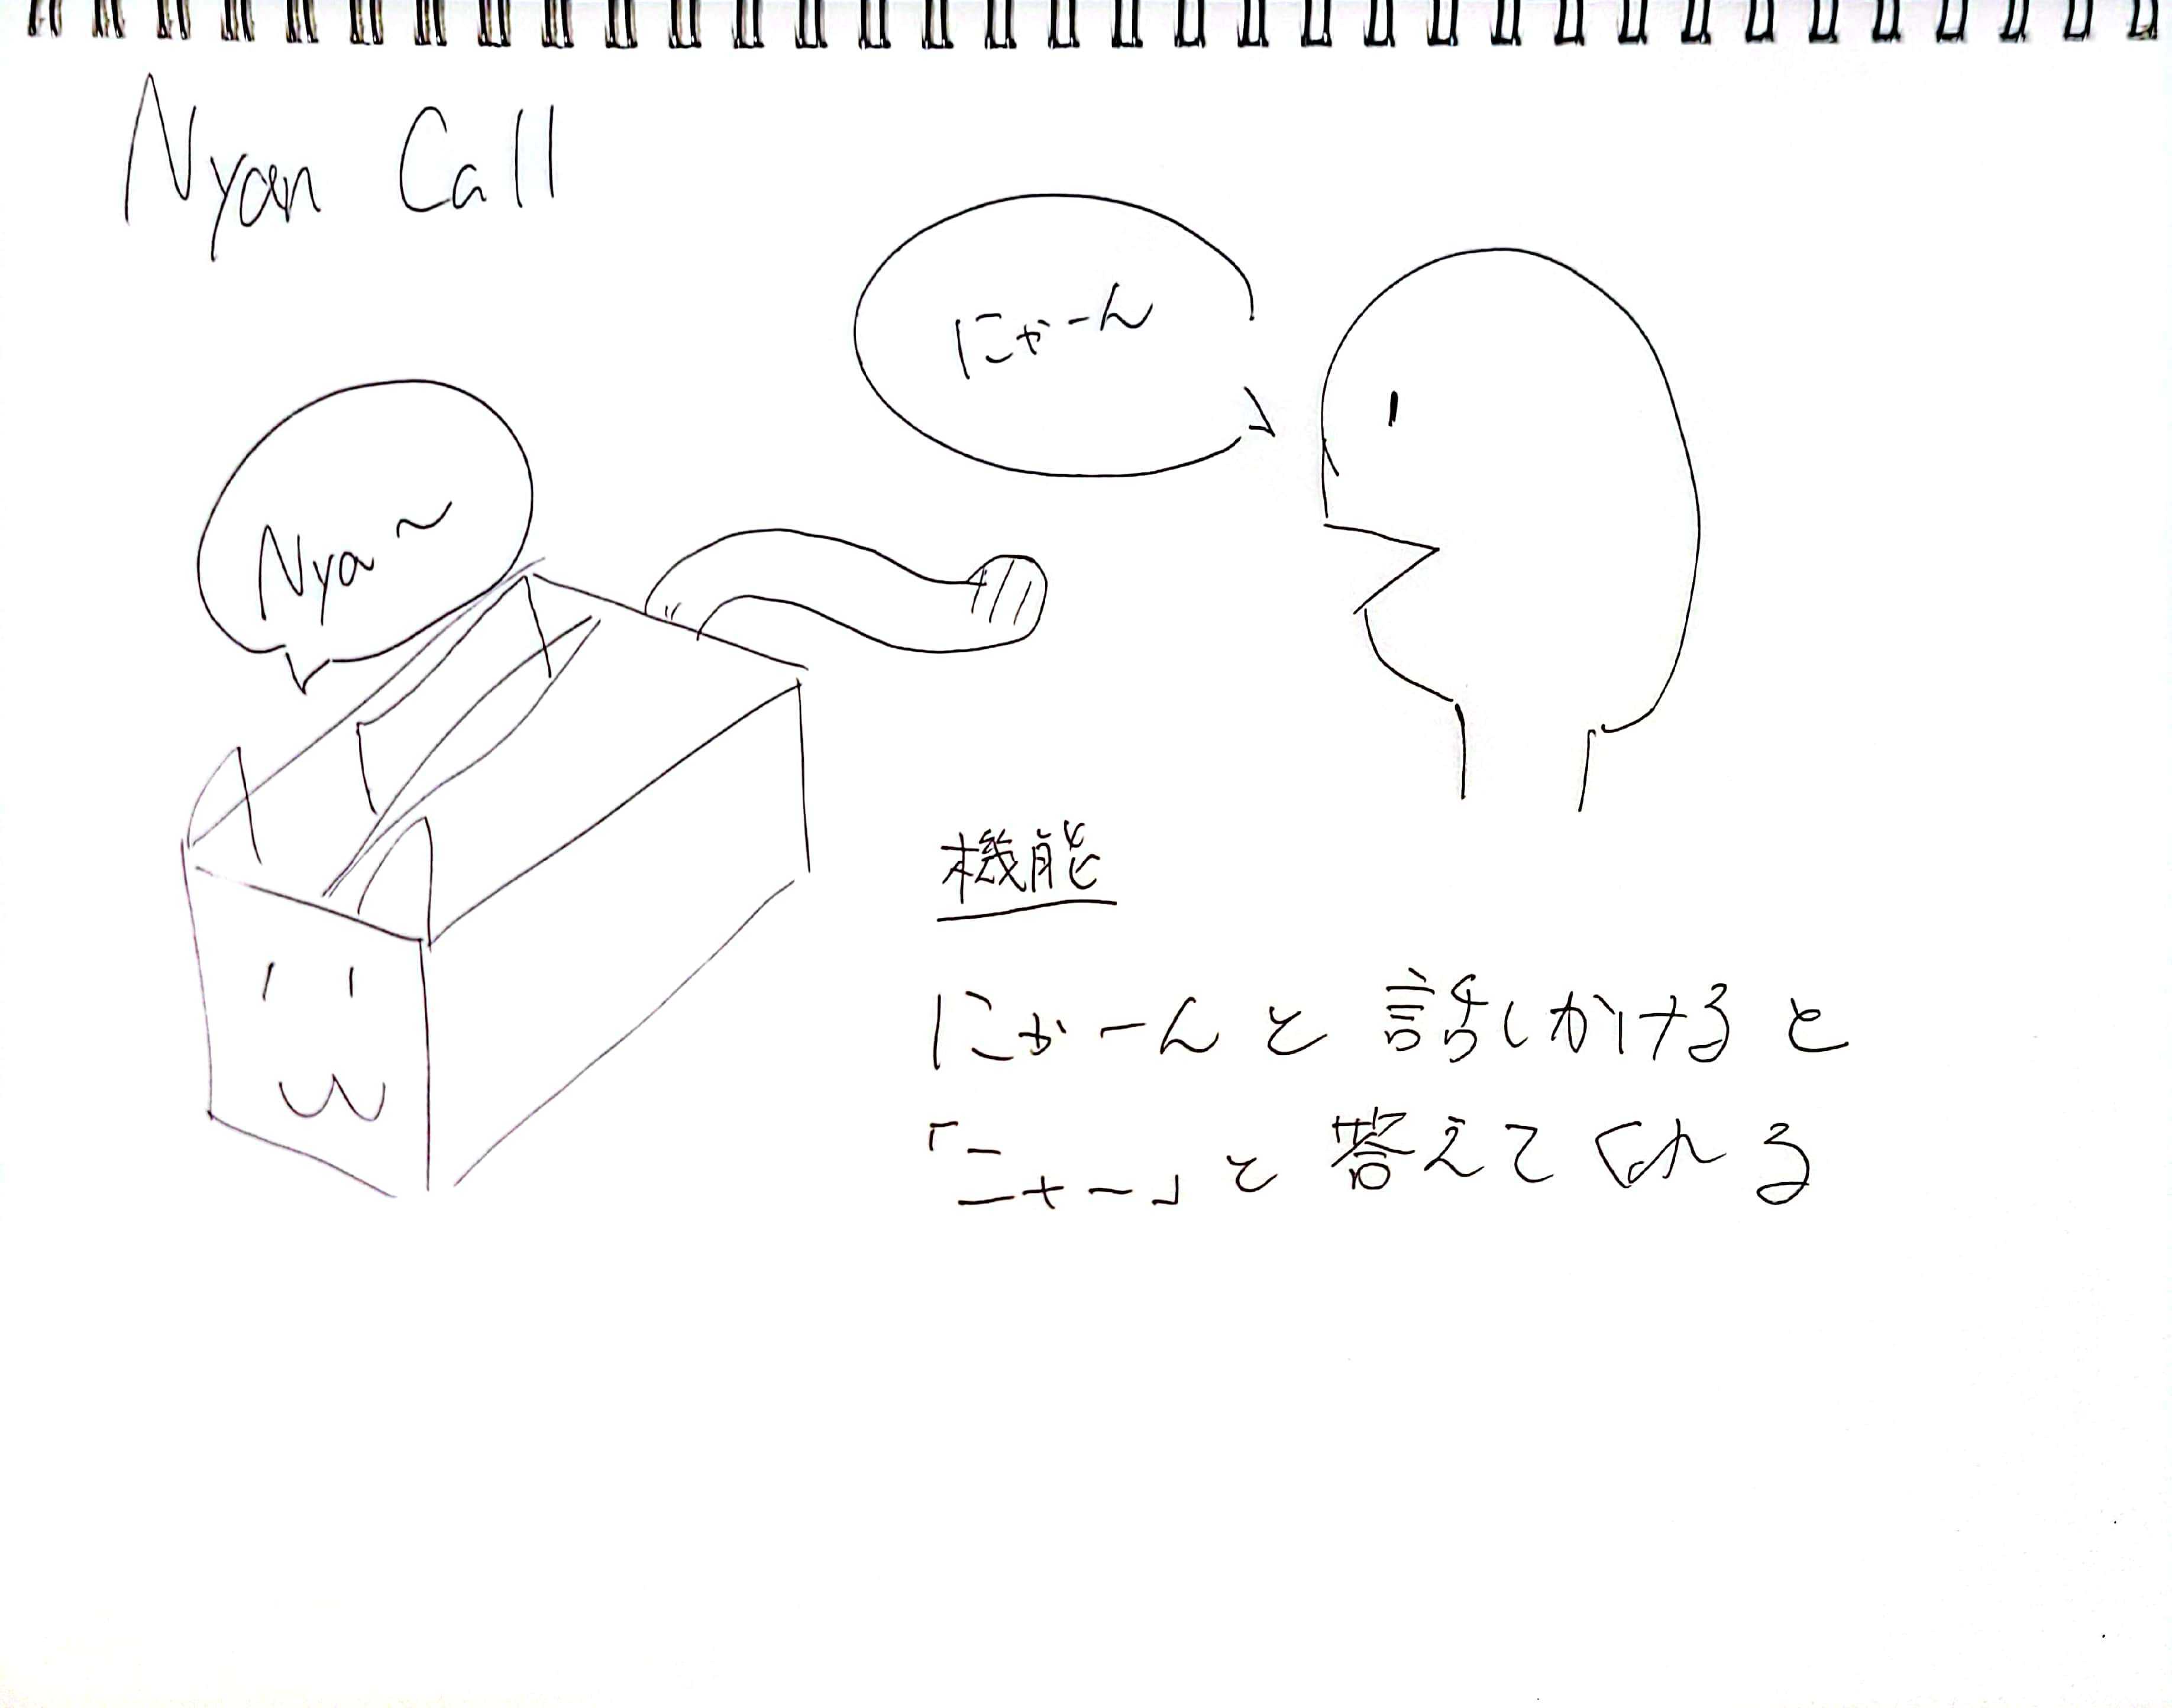 Nyan Call
にゃーん
Nya～
機能
にゃーんと話しかけると
「ニャー」と答えてくれる